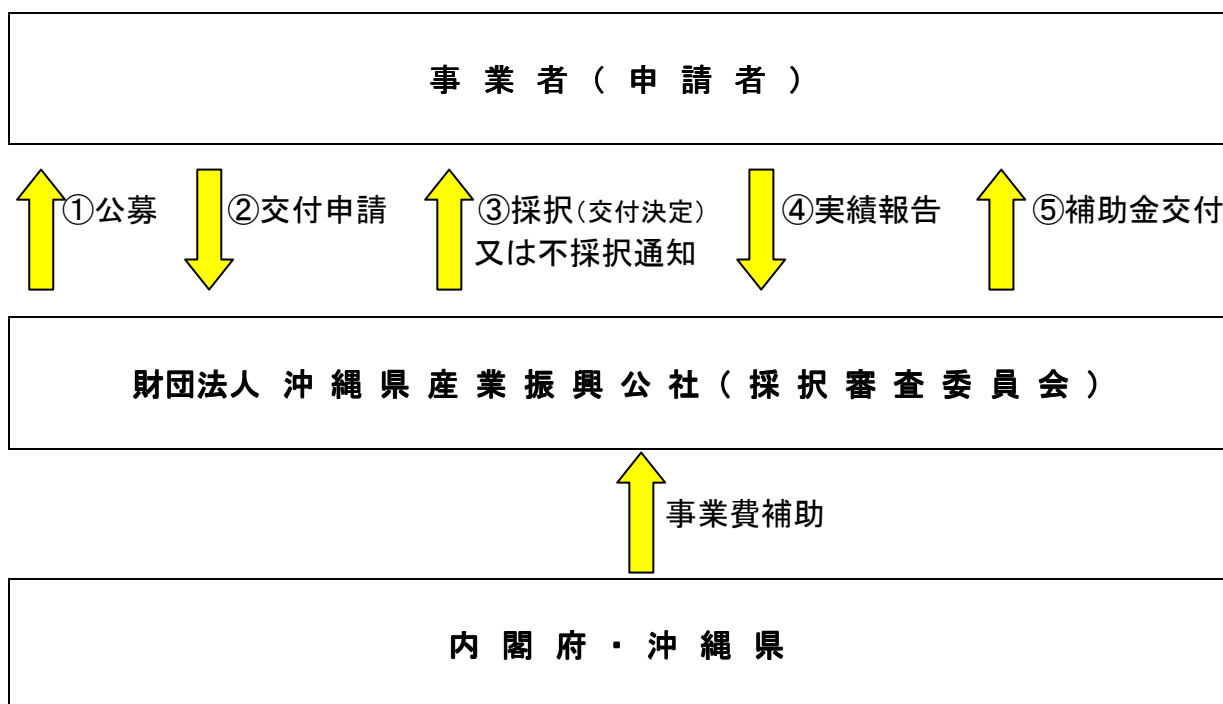 事業者(申請者)
①公募
②交付申請
③採択(交付決定)
又は不採択通知
④実績報告
⑤補助金交付
財団法人 沖縄県産業振興公社(採択審査委員会)
事業費補助
内閣府・沖縄県